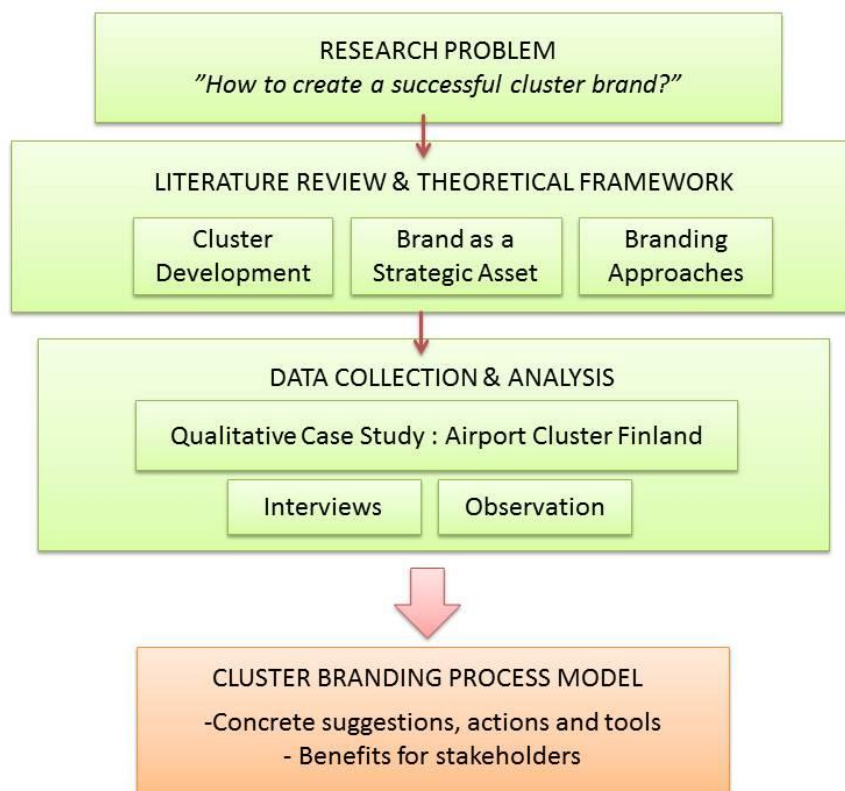 RESEARCH PROBLEM
”How to create a successful cluster brand?”
LITERATURE REVIEW & THEORETICAL FRAMEWORK
Cluster
Development
Brand as a
Strategic Asset
Branding
Approaches
DATA COLLECTION & ANALYSIS
Qualitative Case Study : Airport Cluster Finland
Interviews
Observation
CLUSTER BRANDING PROCESS MODEL
-Concrete suggestions, actions and tools
- Benefits for stakeholders